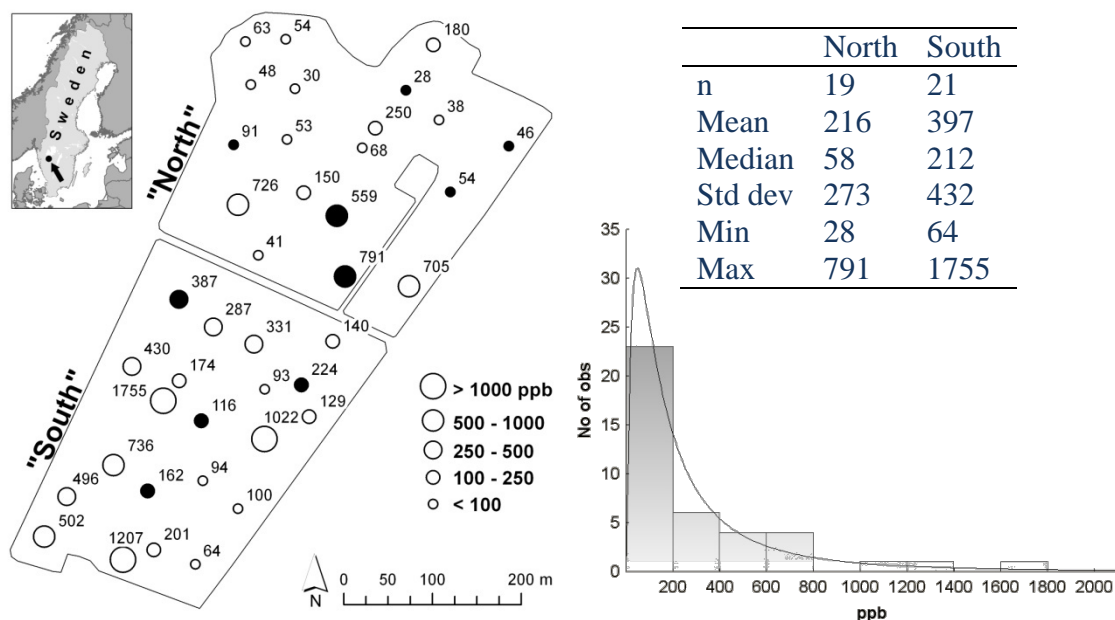 Sweden
"North"
63
54
180
48
30
28
250
38
91
53
68
46
726
150
559
54
41
791
705
"South"
387
287
331
140
430
174
93
224
1755
116
1022
129
736
162
94
496
100
502
1207
201
64
> 1000 ppb
500 - 1000
250 - 500
100 - 250
< 100
N
0 50 100 200 m
North South
n 19 21
Mean 216 397
Median 58 212
Std dev 273 432
Min 28 64
Max 791 1755
No of obs
35
30
25
20
15
10
5
0
200 400 600 800 1000 1200 1400 1600 1800 2000
ppb